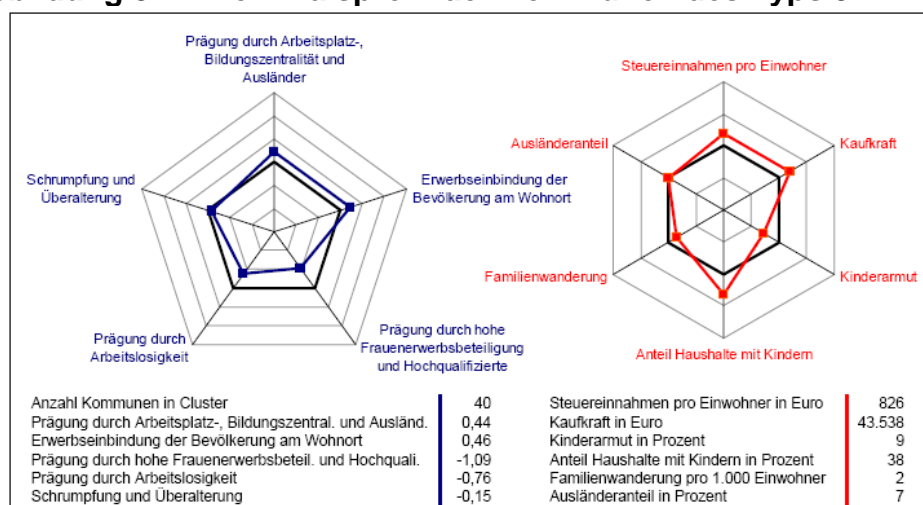 Prägung durch Arbeitsplatz-,
Bildungszentralität und
Ausländer
Schrumpfung und
Überalterung
Erwerbseinbindung der
Bevölkerung am Wohnort
Prägung durch
Arbeitslosigkeit
Prägung durch hohe
Frauenerwerbsbeteiligung
und Hochqualifizierte
Steuereinnahmen pro Einwohner
Ausländeranteil
Kaufkraft
Familienwanderung
Kinderarmut
Anteil Haushalte mit Kindern
Anzahl Kommunen in Cluster 40
Prägung durch Arbeitsplatz-, Bildungszentral. und Ausländ. 0,44
Erwerbseinbindung der Bevölkerung am Wohnort 0,46
Prägung durch hohe Frauenerwerbsbeteil. und Hochquali. -1,09
Prägung durch Arbeitslosigkeit -0,76
Schrumpfung und Überalterung -0,15
Steuereinnahmen pro Einwohner in Euro 826
Kaufkraft in Euro 43.538
Kinderarmut in Prozent 9
Anteil Haushalte mit Kindern in Prozent 38
Familienwanderung pro 1.000 Einwohner 2
Ausländeranteil in Prozent 7